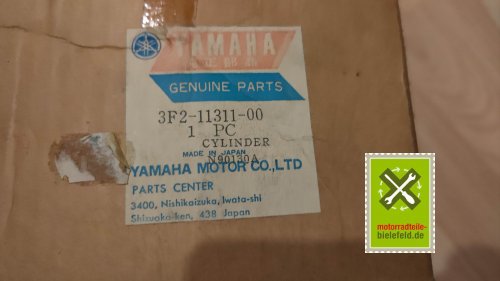 YAMAHA
GENUINE PARTS
3F2-11311-00
1 PC
CYLINDER
MADE IN JAPAN
N90130A
YAMAHA MOTOR CO.,LTD
PARTS CENTER
3400, Nishikaizuka, Iwata-shi
Shizuoka-ken, 438 Japan
motorradteile-
bielefeld.de